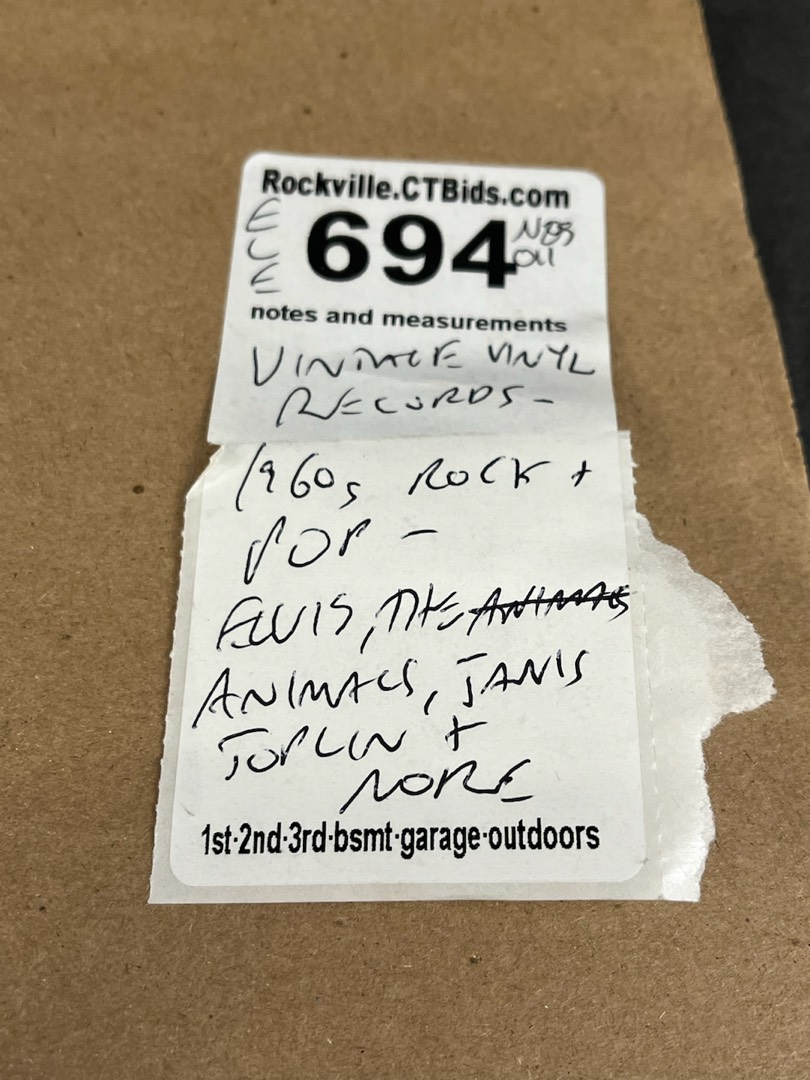 Rockville.CTBids.com
ECE
694
notes and measurements
VINTAGE VINYL
RECORDS -
1960s ROCK +
POP -
ELVIS, THE ANIMALS
ANIMALS, JANIS
JOPLIN +
MORE
1st·2nd·3rd·bsmt·garage·outdoors